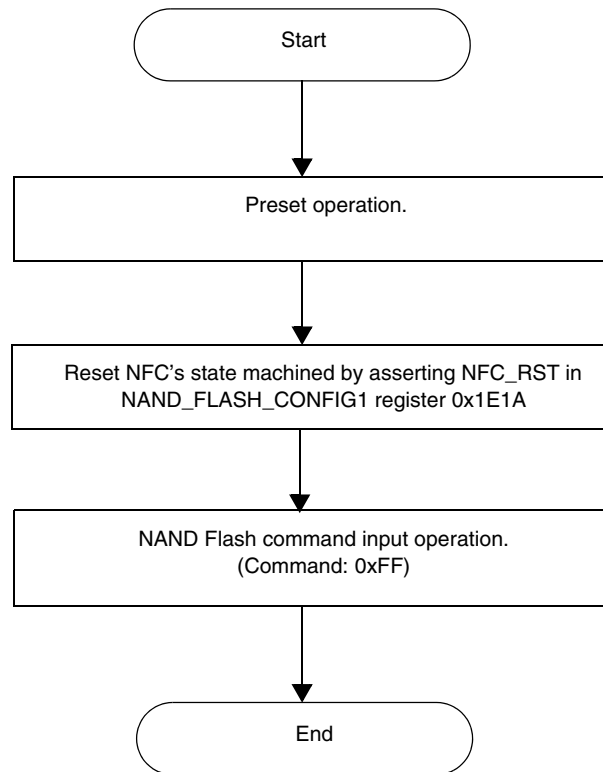 Start
Preset operation.
Reset NFC’s state machined by asserting NFC_RST in
NAND_FLASH_CONFIG1 register 0x1E1A
NAND Flash command input operation.
(Command: 0xFF)
End